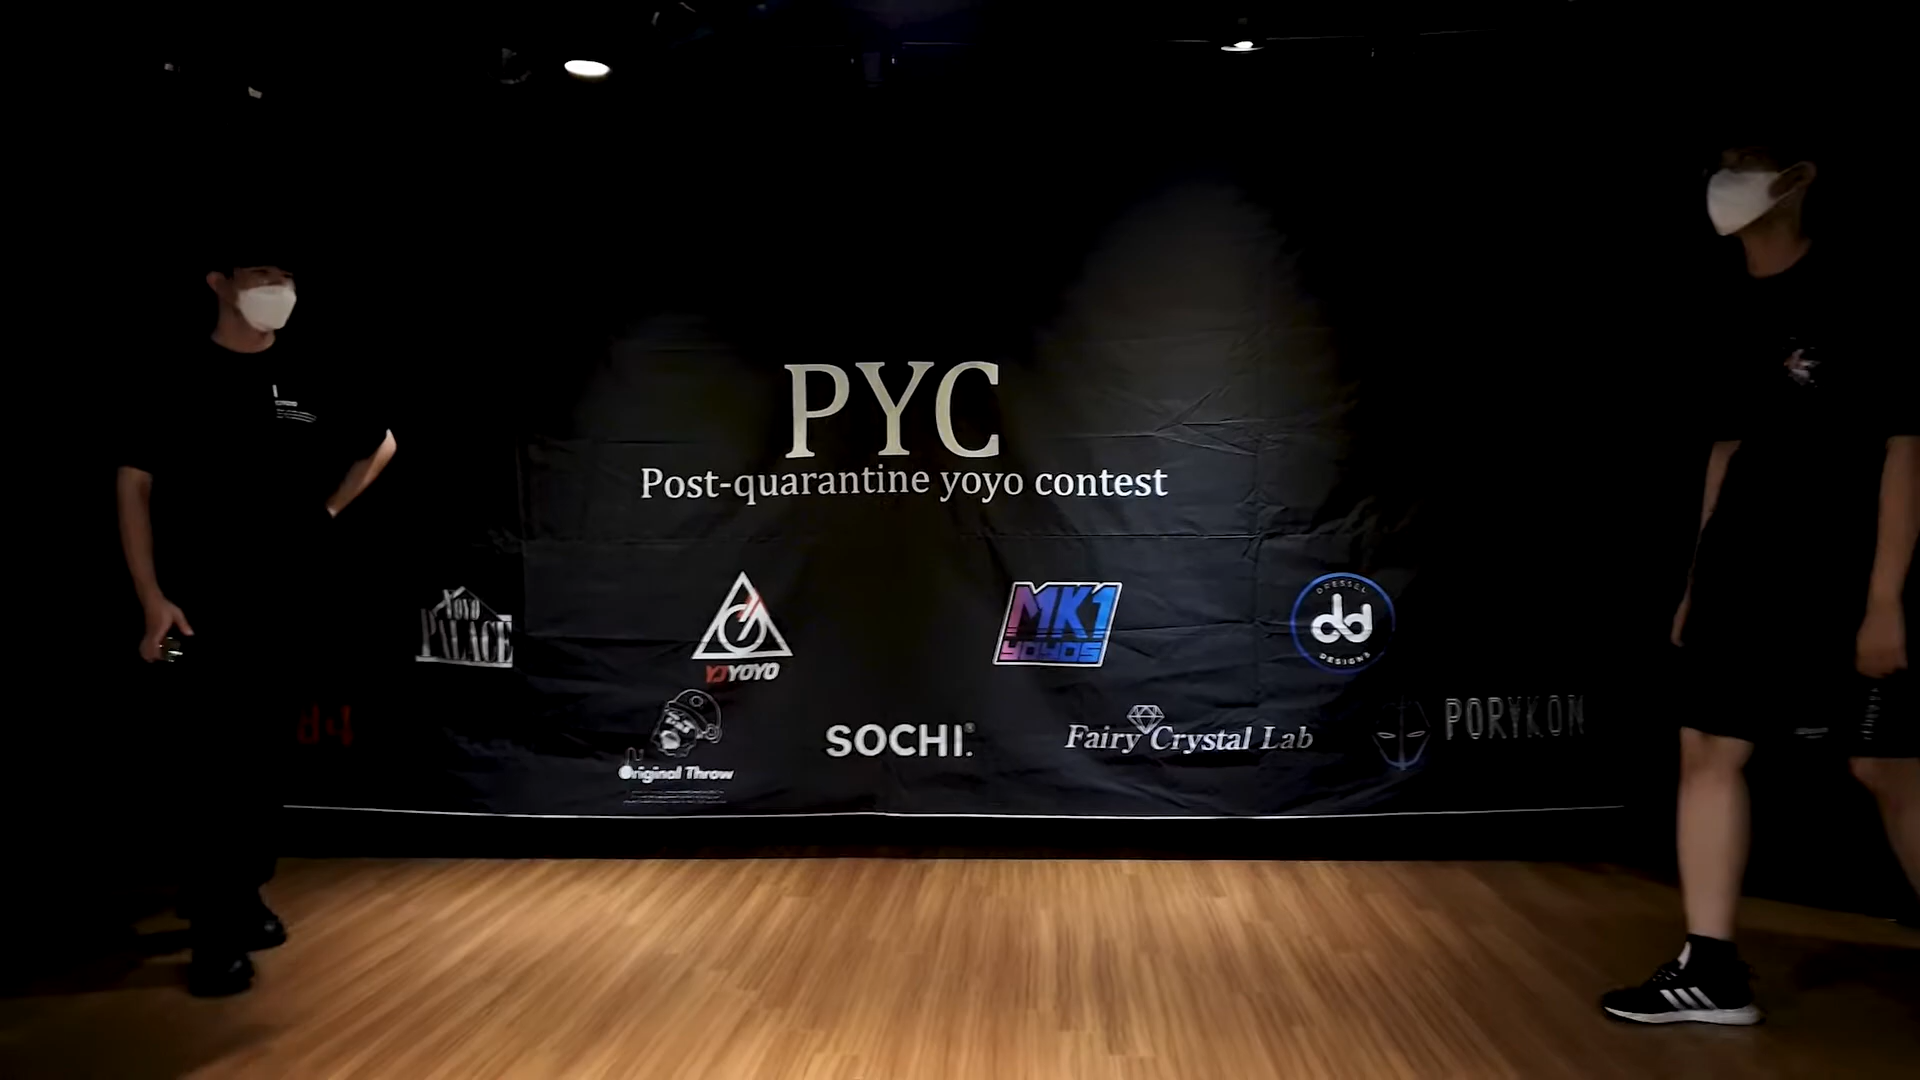 PYC
Post-quarantine yoyo contest
YOYO
PALACE
YJYOYO
MK1
YOYOS
DRESSEL
dd
DESIGNS
Original Throw
SOCHI®
Fairy Crystal Lab
PORYKON